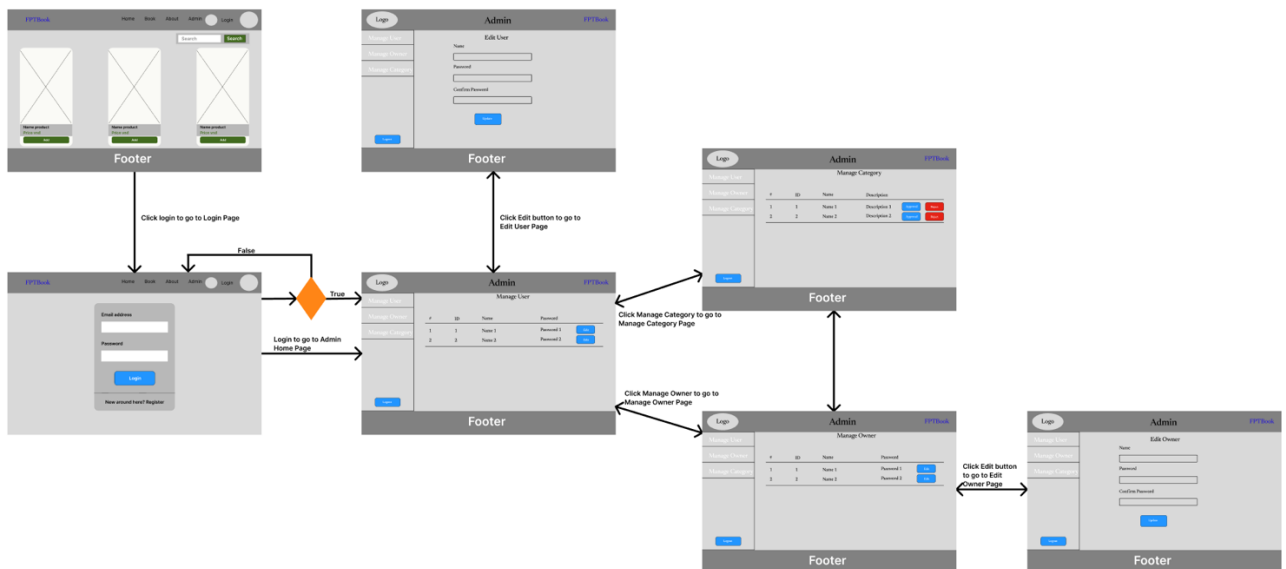 FPTBook
Home Book About Admin Login
Search Search
Name product Name product Name product
Footer
Click login to go to Login Page
Logo Admin FPTBook
Manage User
Manage Owner
Manage Category
Edit User
Name
Password
Confirm Password
Logout
Footer
Click Edit button to go to
Edit User Page
False
True
FPTBook
Home Book About Admin Login
Email address
Password
Login
New around here? Register
Login to go to Admin
Home Page
Logo Admin FPTBook
Manage User
Manage Owner
Manage Category
Manage User
# ID Name Password
1 1 Name 1 Password 1 Edit
2 2 Name 2 Password 2 Edit
Logout
Footer
Click Manage Category to go to
Manage Category Page
Logo Admin FPTBook
Manage User
Manage Owner
Manage Category
Manage Category
# ID Name Description
1 1 Name 1 Description 1
2 2 Name 2 Description 2
Logout
Footer
Click Manage Owner to go to
Manage Owner Page
Logo Admin FPTBook
Manage User
Manage Owner
Manage Category
Manage Owner
# ID Name Password
1 1 Name 1 Password 1 Edit
2 2 Name 2 Password 2 Edit
Logout
Footer
Click Edit button
to go to Edit
Owner Page
Logo Admin FPTBook
Manage User
Manage Owner
Manage Category
Edit Owner
Name
Password
Confirm Password
Logout
Footer